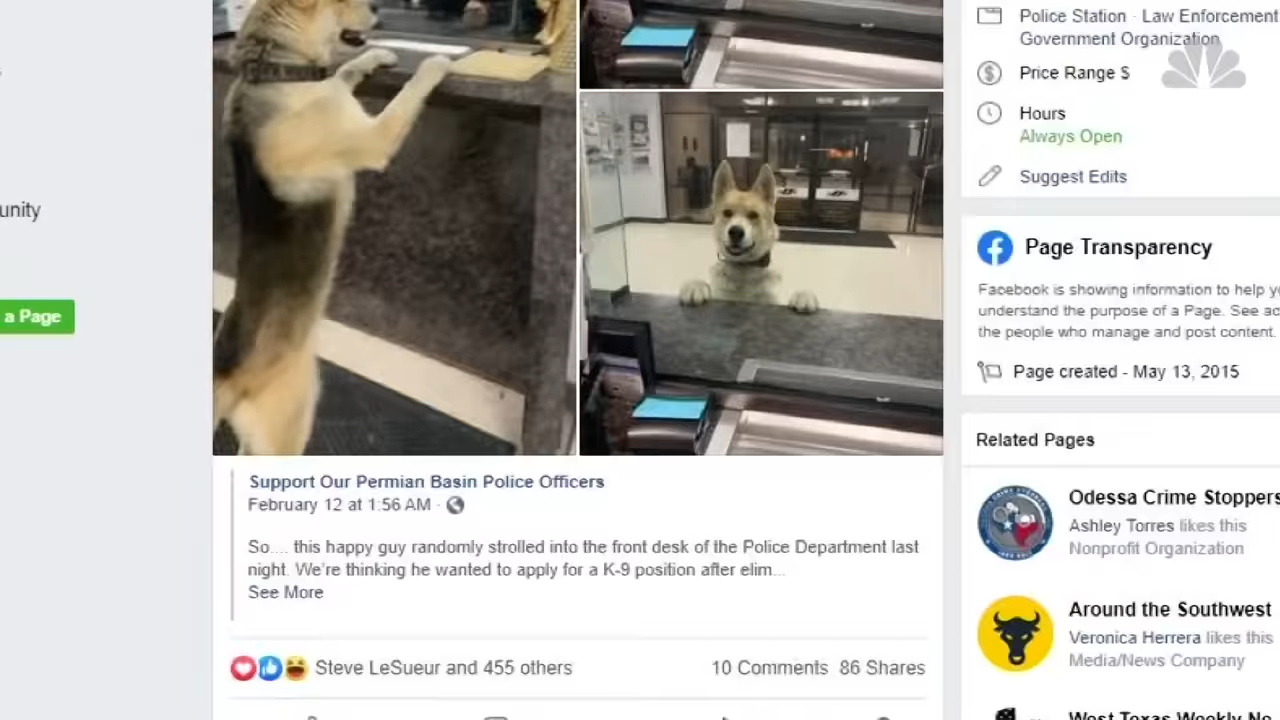 unity
a Page
Support Our Permian Basin Police Officers
February 12 at 1:56 AM ·
So.... this happy guy randomly strolled into the front desk of the Police Department last
night. We're thinking he wanted to apply for a K-9 position after elim...
See More
Steve LeSueur and 455 others
10 Comments 86 Shares
Police Station · Law Enforcement
Government Organization
Price Range $
Hours
Always Open
Suggest Edits
Page Transparency
Facebook is showing information to help y
understand the purpose of a Page. See ac
the people who manage and post content.
Page created - May 13, 2015
Related Pages
Odessa Crime Stoppers
Ashley Torres likes this
Nonprofit Organization
Around the Southwest
Veronica Herrera likes this
Media/News Company
West Texas Weekly Ne